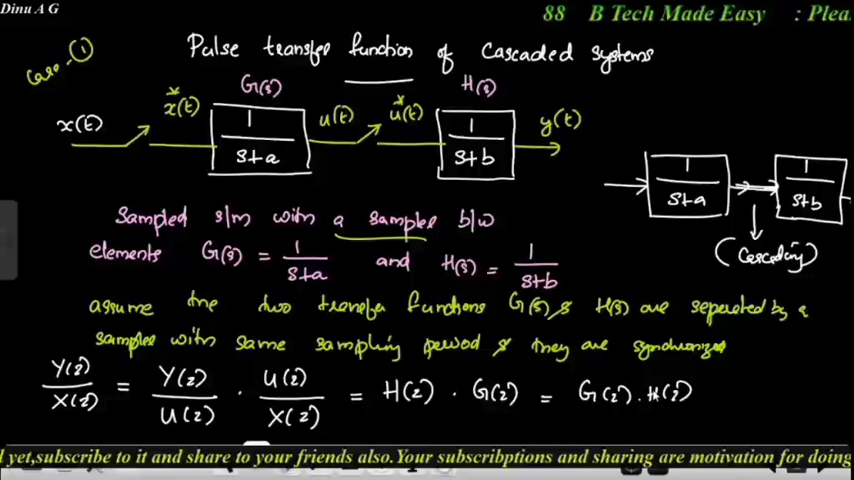 Dinu A G
88 B Tech Made Easy : Plea
Case - ①
Pulse transfer function of Cascaded systems
G(s) H(s)
x(t) x*(t) 1/s+a u(t) u*(t) 1/s+b y(t)
1/s+a 1/s+b
(Cascading)
Sampled s/m with a sampler b/w
elements G(s) = 1/s+a and H(s) = 1/s+b
assume the two transfer functions G(s) & H(s) are seperated by a
sampler with same sampling period & they are synchronized
Y(z)/X(z) = Y(z)/U(z) · U(z)/X(z) = H(z) · G(z) = G(z) · H(z)
d yet,subscribe to it and share to your friends also.Your subscribptions and sharing are motivation for doing